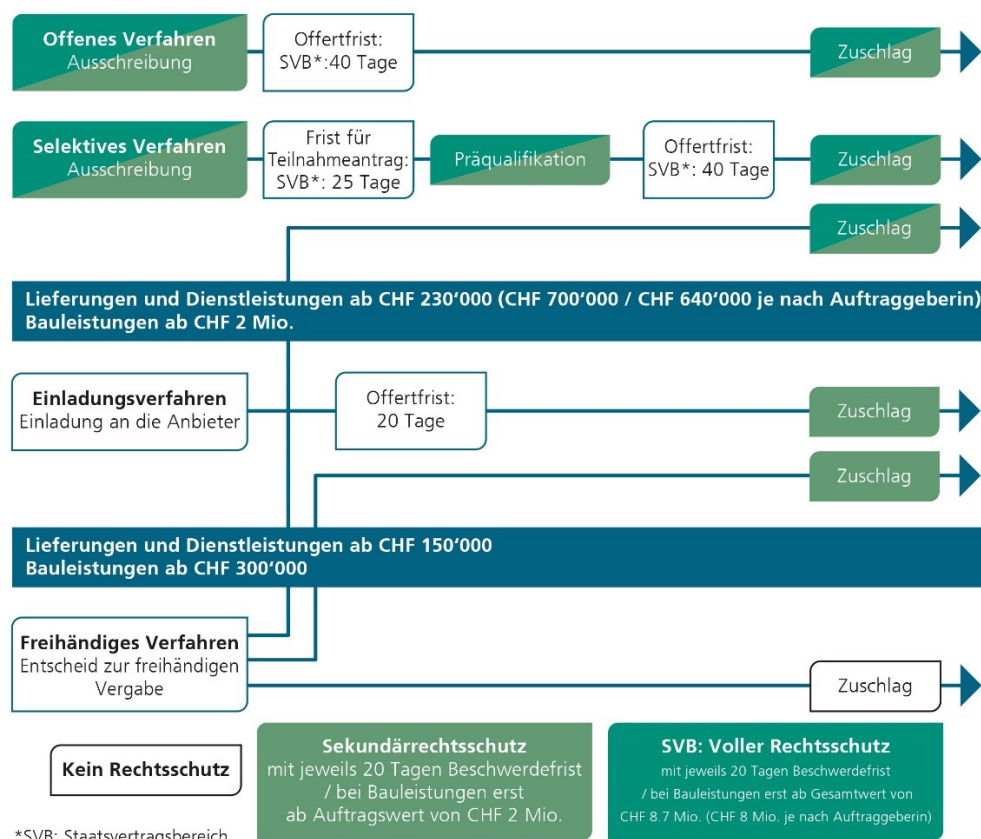 Offenes Verfahren
Ausschreibung
Offertfrist:
SVB*:40 Tage
Zuschlag
Selektives Verfahren
Ausschreibung
Frist für
Teilnahmeantrag:
SVB*: 25 Tage
Präqualifikation
Offertfrist:
SVB*: 40 Tage
Zuschlag
Zuschlag
Lieferungen und Dienstleistungen ab CHF 230‘000 (CHF 700‘000 / CHF 640‘000 je nach Auftraggeberin)
Bauleistungen ab CHF 2 Mio.
Einladungsverfahren
Einladung an die Anbieter
Offertfrist:
20 Tage
Zuschlag
Zuschlag
Lieferungen und Dienstleistungen ab CHF 150‘000
Bauleistungen ab CHF 300‘000
Freihändiges Verfahren
Entscheid zur freihändigen
Vergabe
Zuschlag
Kein Rechtsschutz
Sekundärrechtsschutz
mit jeweils 20 Tagen Beschwerdefrist
/ bei Bauleistungen erst
ab Auftragswert von CHF 2 Mio.
SVB: Voller Rechtsschutz
mit jeweils 20 Tagen Beschwerdefrist
/ bei Bauleistungen erst ab Gesamtwert von
CHF 8.7 Mio. (CHF 8 Mio. je nach Auftraggeberin)
*SVB: Staatsvertragsbereich